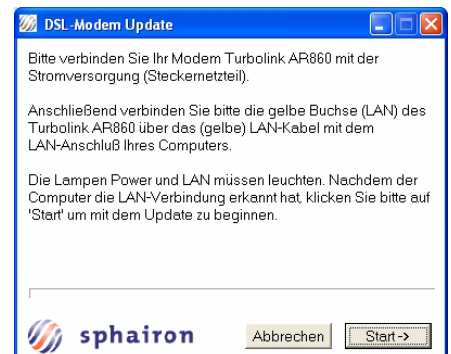 DSL-Modem Update
Bitte verbinden Sie Ihr Modem Turbolink AR860 mit der
Stromversorgung (Steckernetzteil).
Anschließend verbinden Sie bitte die gelbe Buchse (LAN) des
Turbolink AR860 über das (gelbe) LAN-Kabel mit dem
LAN-Anschluß Ihres Computers.
Die Lampen Power und LAN müssen leuchten. Nachdem der
Computer die LAN-Verbindung erkannt hat, klicken Sie bitte auf
'Start' um mit dem Update zu beginnen.
sphairon
Abbrechen
Start->